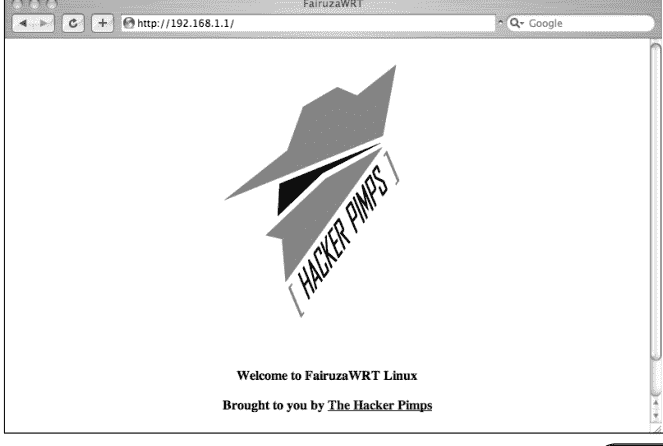 FairuzaWRT
http://192.168.1.1/
Google
[ HACKER PIMPS ]
Welcome to FairuzaWRT Linux
Brought to you by The Hacker Pimps